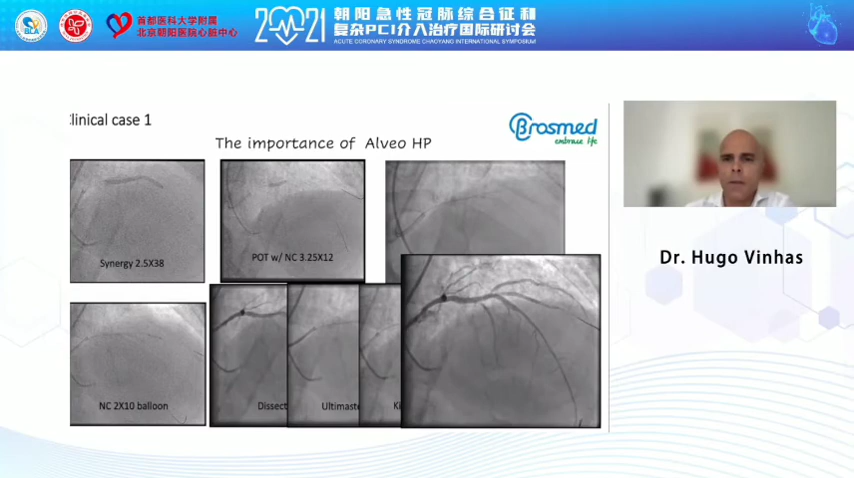 BLA
首都医科大学附属
北京朝阳医院心脏中心
2021
朝阳急性冠脉综合征和
复杂PCI介入治疗国际研讨会
ACUTE CORONARY SYNDROME CHAOYANG INTERNATIONAL SYMPOSIUM
linical case 1
The importance of Alveo HP
Brosmed
embrace life
Synergy 2.5X38
POT w/ NC 3.25X12
NC 2X10 balloon
Dissect
Ultimaste
Ki
Dr. Hugo Vinhas